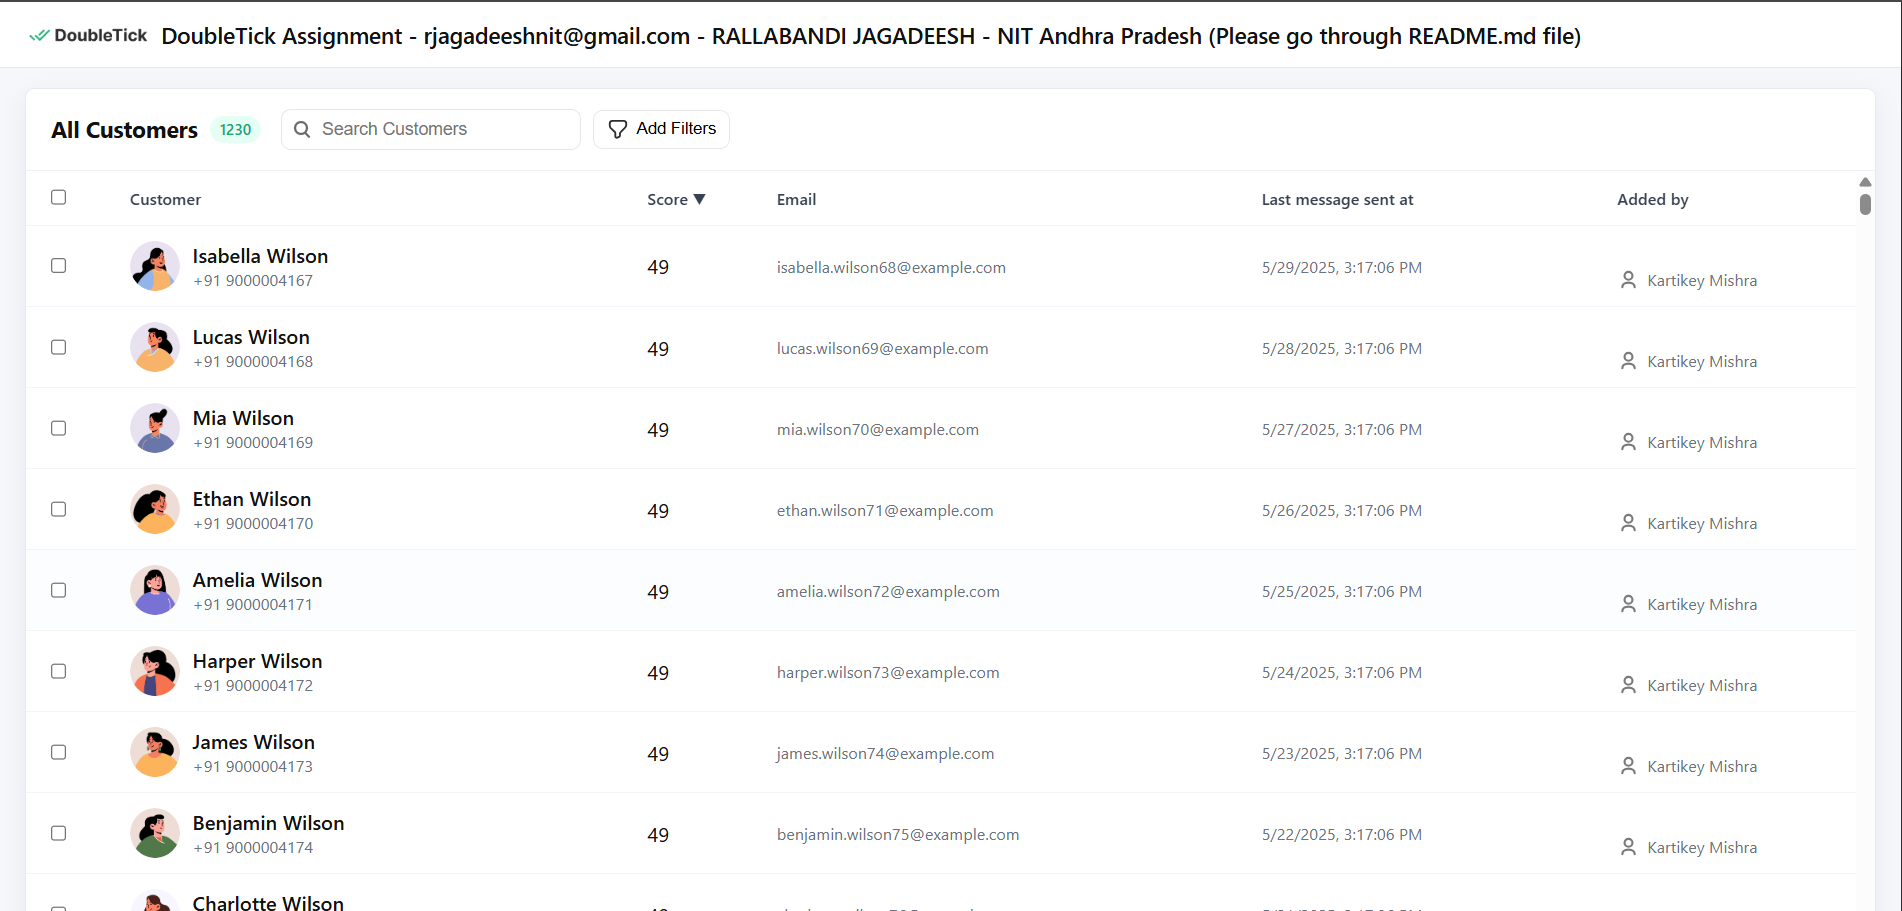 DoubleTick DoubleTick Assignment - rjagadeeshnit@gmail.com - RALLABANDI JAGADEESH - NIT Andhra Pradesh (Please go through README.md file)
All Customers 1230 Search Customers Add Filters
Customer Score ▼ Email Last message sent at Added by
Isabella Wilson
+91 9000004167
49 isabella.wilson68@example.com 5/29/2025, 3:17:06 PM Kartikey Mishra
Lucas Wilson
+91 9000004168
49 lucas.wilson69@example.com 5/28/2025, 3:17:06 PM Kartikey Mishra
Mia Wilson
+91 9000004169
49 mia.wilson70@example.com 5/27/2025, 3:17:06 PM Kartikey Mishra
Ethan Wilson
+91 9000004170
49 ethan.wilson71@example.com 5/26/2025, 3:17:06 PM Kartikey Mishra
Amelia Wilson
+91 9000004171
49 amelia.wilson72@example.com 5/25/2025, 3:17:06 PM Kartikey Mishra
Harper Wilson
+91 9000004172
49 harper.wilson73@example.com 5/24/2025, 3:17:06 PM Kartikey Mishra
James Wilson
+91 9000004173
49 james.wilson74@example.com 5/23/2025, 3:17:06 PM Kartikey Mishra
Benjamin Wilson
+91 9000004174
49 benjamin.wilson75@example.com 5/22/2025, 3:17:06 PM Kartikey Mishra
Charlotte Wilson